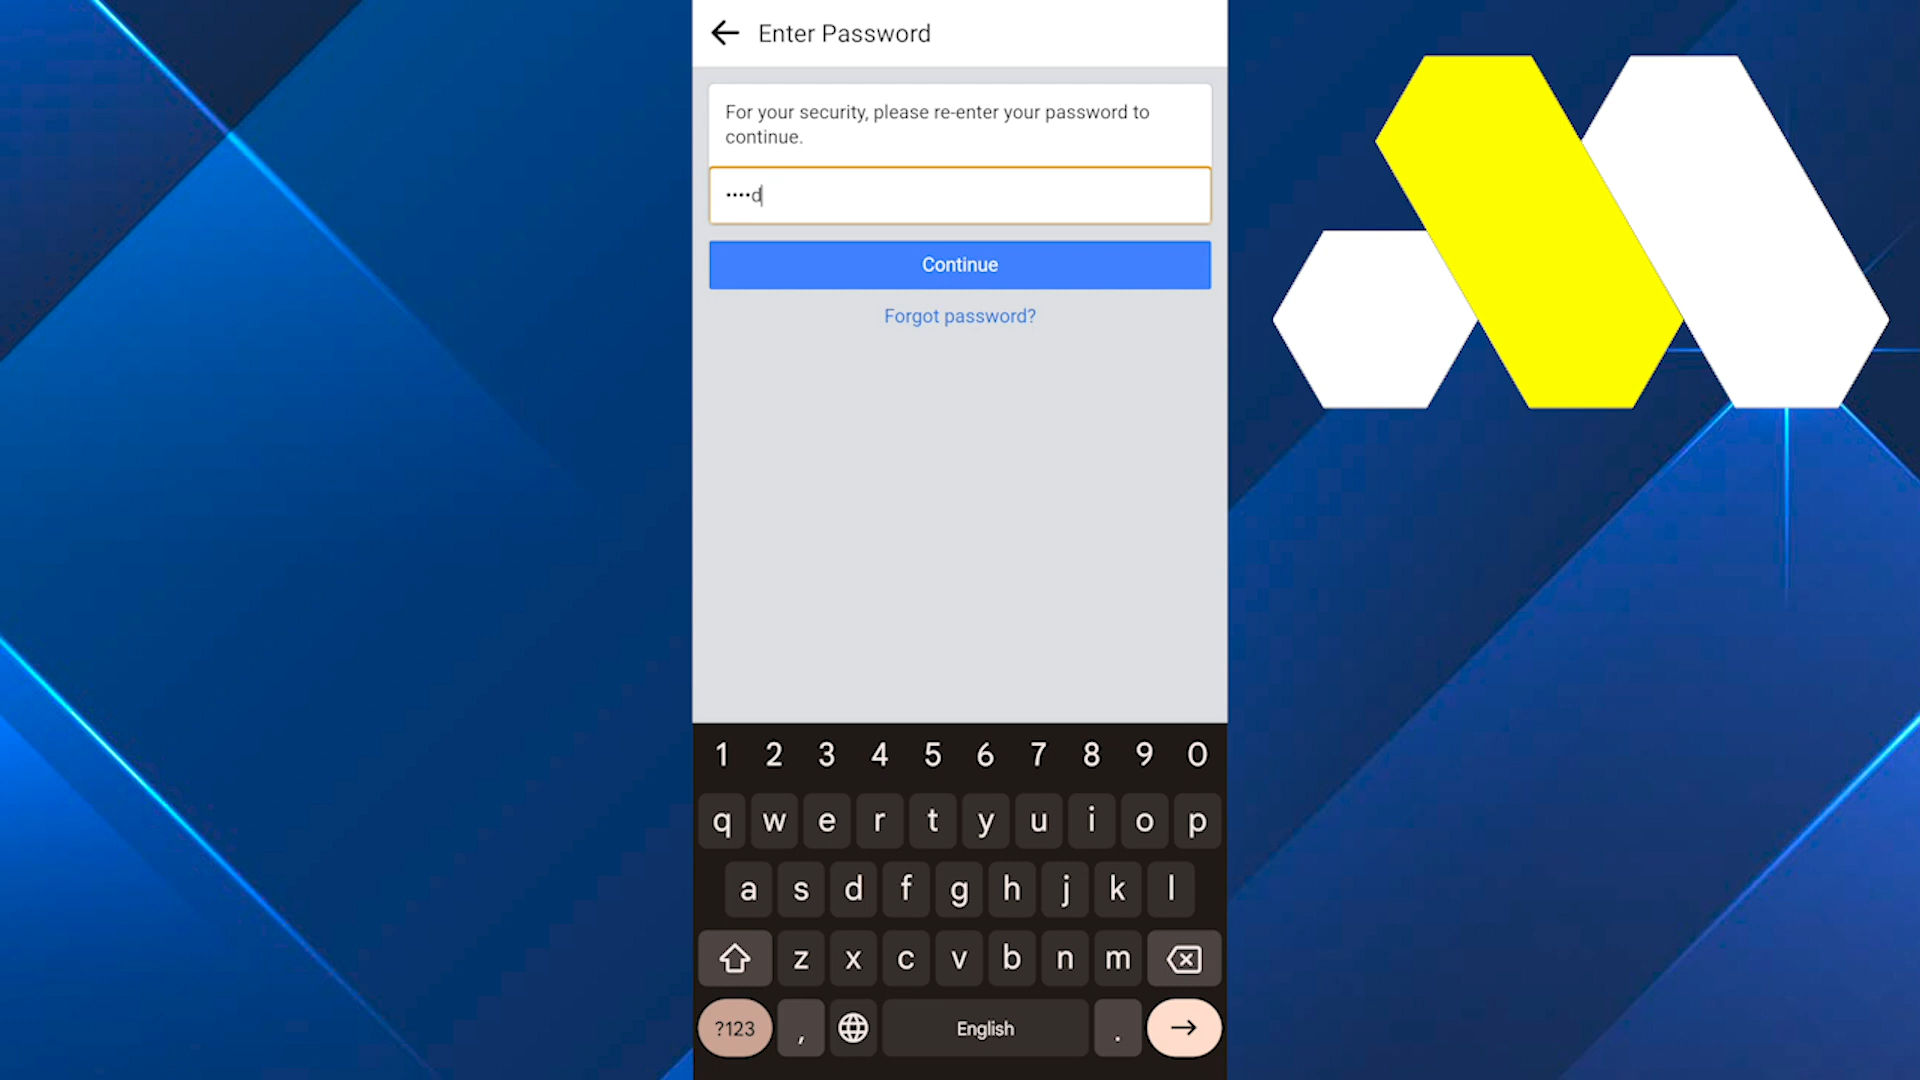 Enter Password
For your security, please re-enter your password to
continue.
••••d
Continue
Forgot password?
1 2 3 4 5 6 7 8 9 0
q w e r t y u i o p
a s d f g h j k l
z x c v b n m
?123 , English .